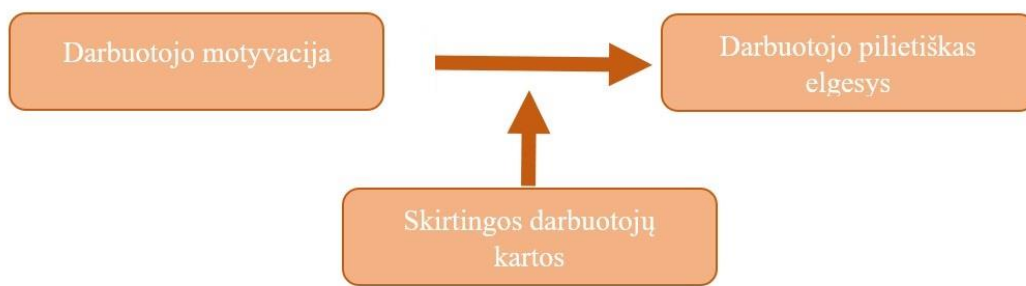 Darbuotojo motyvacija
Darbuotojo pilietiškas
elgesys
Skirtingos darbuotojų
kartos